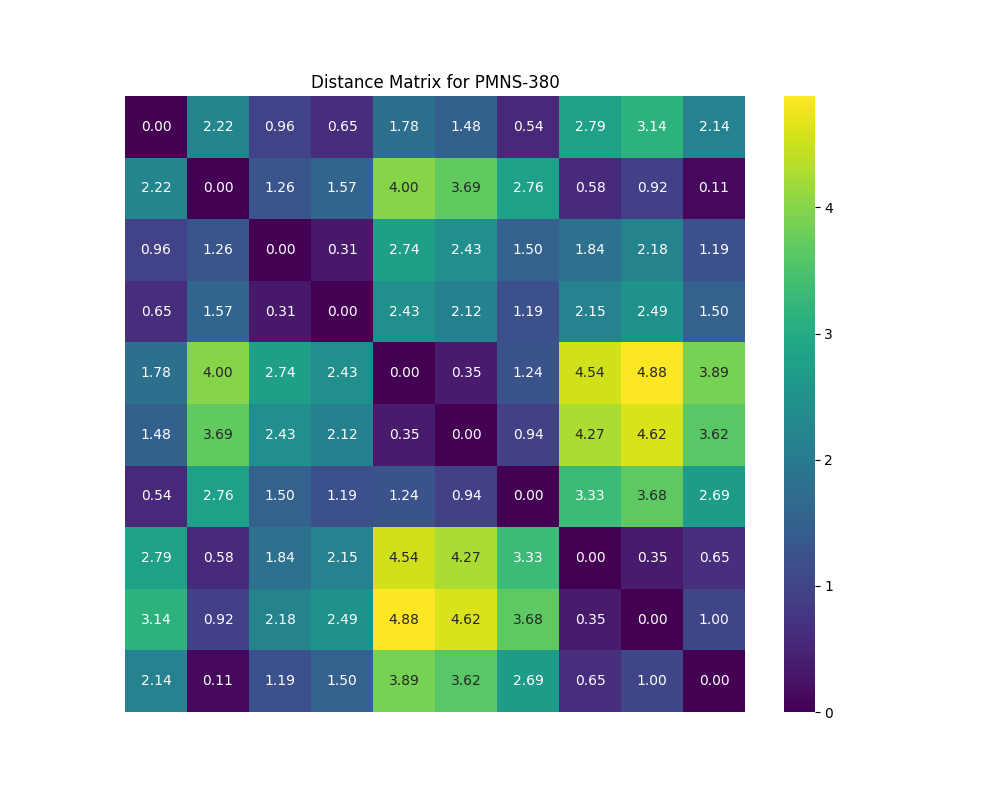 Distance Matrix for PMNS-380
0.00 2.22 0.96 0.65 1.78 1.48 0.54 2.79 3.14 2.14
2.22 0.00 1.26 1.57 4.00 3.69 2.76 0.58 0.92 0.11
4
0.96 1.26 0.00 0.31 2.74 2.43 1.50 1.84 2.18 1.19
0.65 1.57 0.31 0.00 2.43 2.12 1.19 2.15 2.49 1.50
3
1.78 4.00 2.74 2.43 0.00 0.35 1.24 4.54 4.88 3.89
1.48 3.69 2.43 2.12 0.35 0.00 0.94 4.27 4.62 3.62
2
0.54 2.76 1.50 1.19 1.24 0.94 0.00 3.33 3.68 2.69
2.79 0.58 1.84 2.15 4.54 4.27 3.33 0.00 0.35 0.65
1
3.14 0.92 2.18 2.49 4.88 4.62 3.68 0.35 0.00 1.00
2.14 0.11 1.19 1.50 3.89 3.62 2.69 0.65 1.00 0.00
0